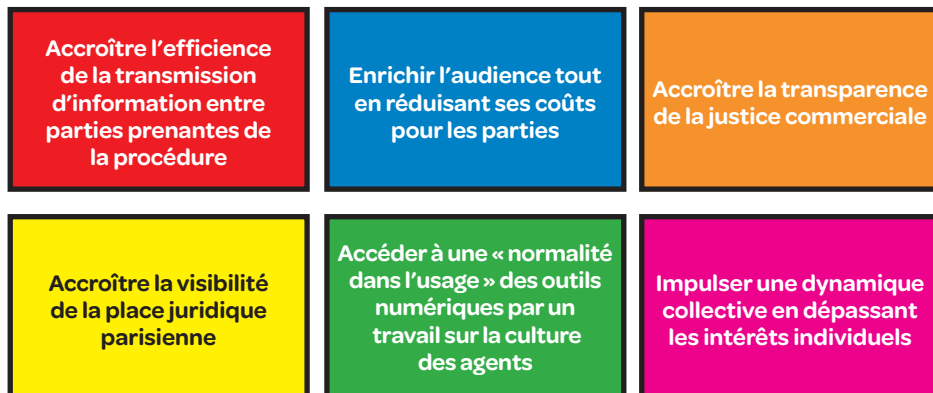 Accroître l'efficience
de la transmission
d'information entre
parties prenantes de
la procédure
Enrichir l'audience tout
en réduisant ses coûts
pour les parties
Accroître la transparence
de la justice commerciale
Accroître la visibilité
de la place juridique
parisienne
Accéder à une « normalité
dans l'usage » des outils
numériques par un
travail sur la culture
des agents
Impulser une dynamique
collective en dépassant
les intérêts individuels